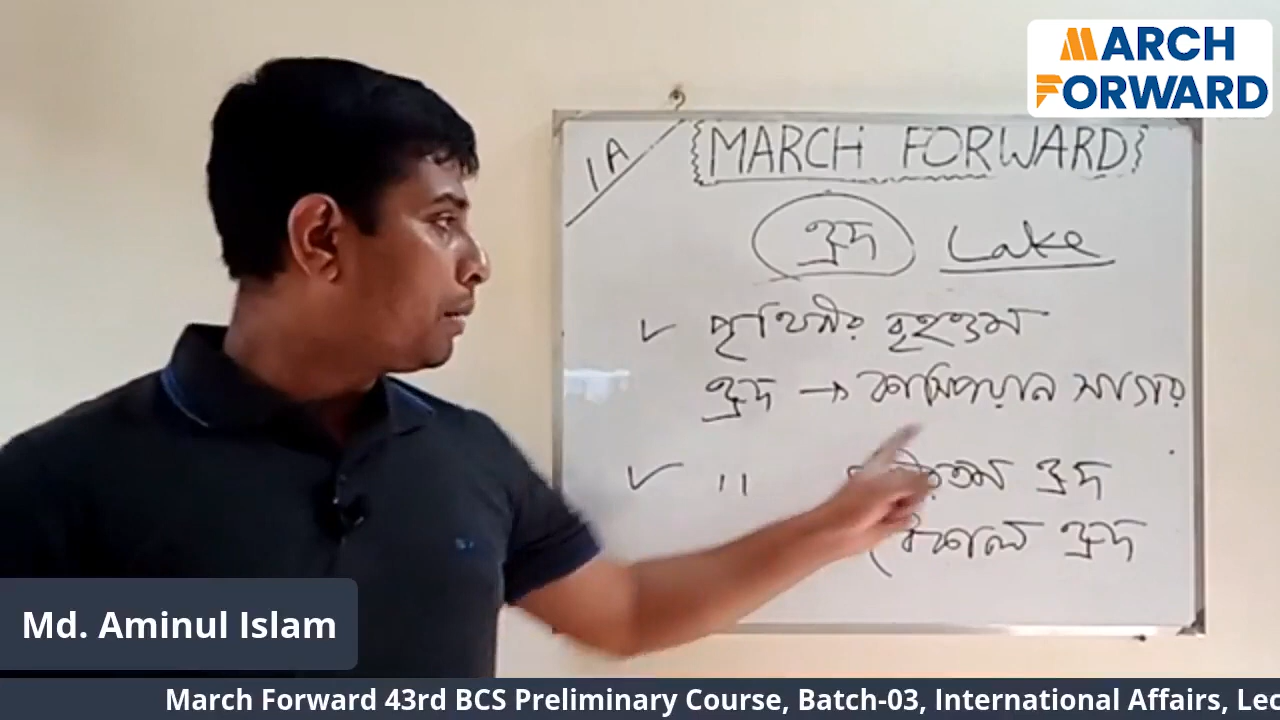 MARCH
FORWARD
1A
MARCH FORWARD
হ্রদ Lake
পৃথিবীর বৃহত্তম
হ্রদ → কাস্পিয়ান সাগর
" হ্রদ
হ্রদ
Md. Aminul Islam
March Forward 43rd BCS Preliminary Course, Batch-03, International Affairs, Lec